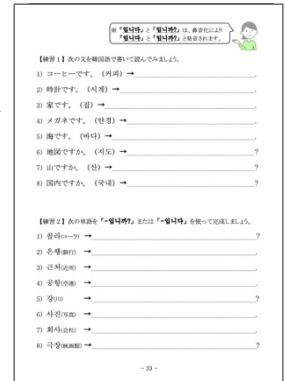 ※『입니다』と『입니까?』は、鼻音化により
『임니다』と『임니까?』と発音されます。
【練習1】次の文を韓国語で書いて読んでみましょう。
1) コーヒーです。(커피) → .
2) 時計です。(시계) → .
3) 家です。(집) → .
4) メガネです。(안경) → .
5) 海です。(바다) → .
6) 地図ですか。(지도) → ?
7) 山ですか。(산) → ?
8) 国内ですか。(국내) → ?
【練習2】次の単語を『-입니까?』または『-입니다』を使って完成しましょう。
1) 콜라(コーラ) → ?
2) 은행(銀行) → .
3) 근처(近所) → .
4) 공항(空港) → .
5) 강(川) → ?
6) 사진(写真) → .
7) 회사(会社) → .
8) 극장(映画館) → ?
- 33 -